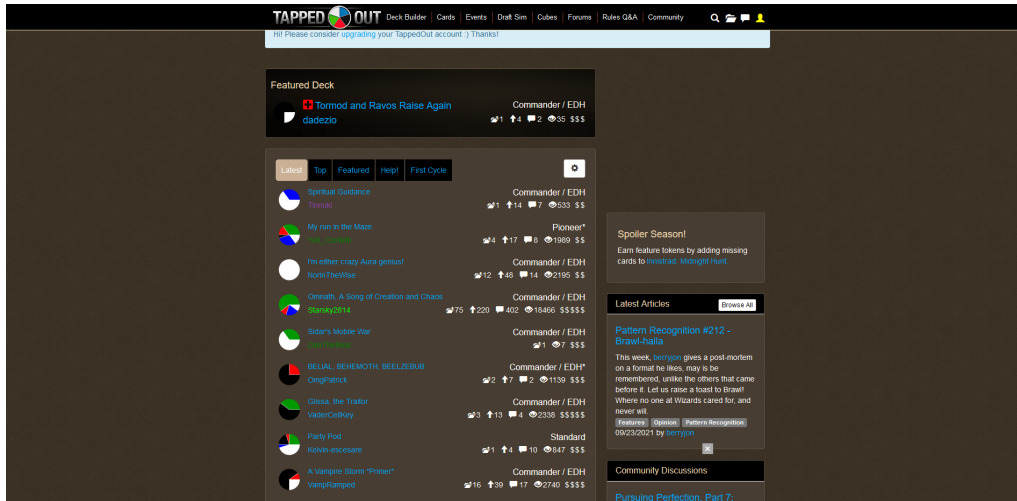 TAPPED OUT Deck Builder Cards Events Draft Sim Cubes Forums Rules Q&A Community
Hi! Please consider upgrading your TappedOut account :) Thanks!
Featured Deck
Tormod and Ravos Raise Again Commander / EDH
dadezio 1 4 2 35 $$$
Latest Top Featured Help! First Cycle
Spiritual Guidance Commander / EDH
1 14 7 533 $$
My run in the Maze Pioneer*
4 17 8 1989 $$
I'm either crazy Aura genius! Commander / EDH
NorinTheWise 12 48 14 2195 $$
Omnath, A Song of Creation and Chaos Commander / EDH
Starsky2814 75 220 402 18466 $$$$$
Sidar's Mobile War Commander / EDH
1 7 $$$
BELIAL, BEHEMOTH, BEELZEBUB Commander / EDH*
OmgPatrick 2 7 2 1139 $$$
Glissa, the Traitor Commander / EDH
VaderCellKey 3 13 4 2338 $$$$$
Party Pod Standard
Kelvin-escesare 1 4 10 847 $$$
A Vampire Storm *Primer* Commander / EDH
VampRamped 16 39 17 2740 $$$$
Spoiler Season!
Earn feature tokens by adding missing
cards to Innistrad: Midnight Hunt
Latest Articles Browse All
Pattern Recognition #212 -
Brawl-halla
This week, berryjon gives a post-mortem
on a format he likes, may is be
remembered, unlike the others that came
before it. Let us raise a toast to Brawl!
Where no one at Wizards cared for, and
never will.
Features Opinion Pattern Recognition
09/23/2021 by berryjon
Community Discussions
Pursuing Perfection, Part 7: